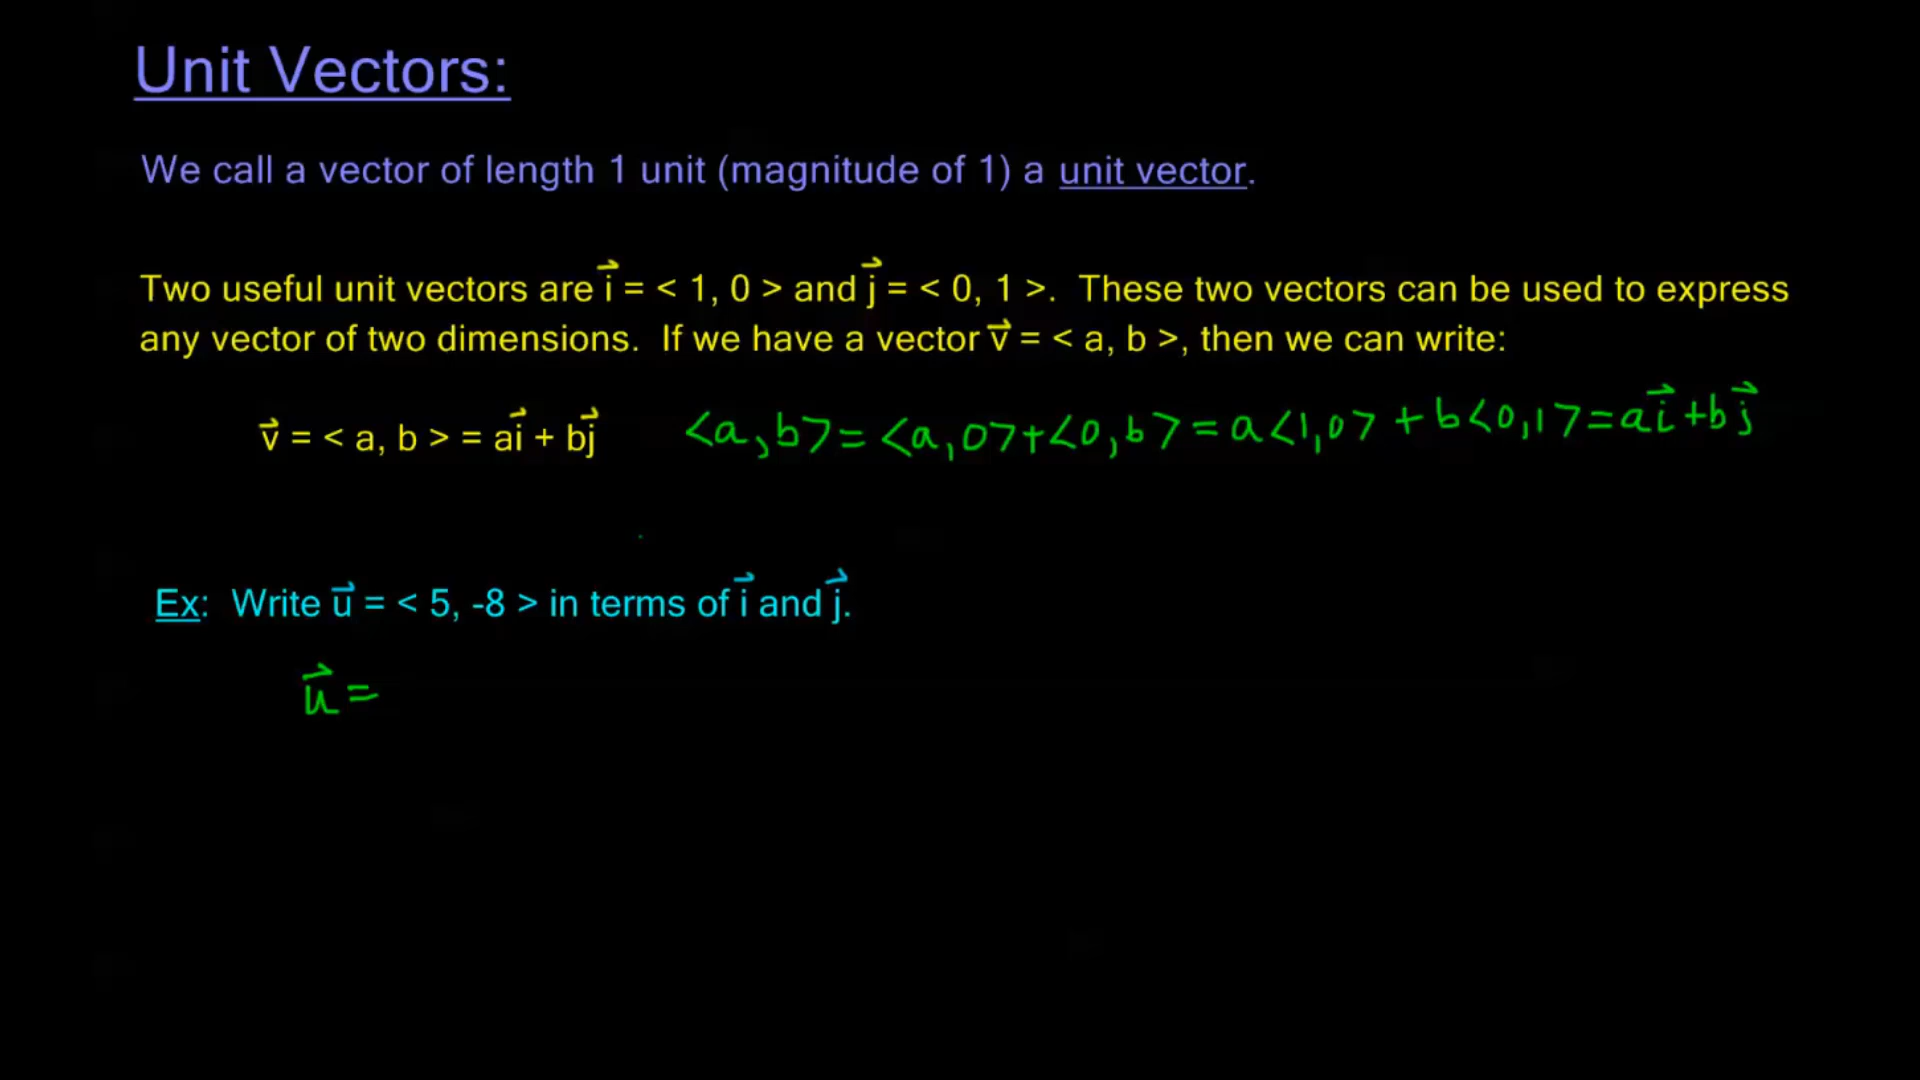 Unit Vectors:
We call a vector of length 1 unit (magnitude of 1) a unit vector.
Two useful unit vectors are i⃗ = < 1, 0 > and j⃗ = < 0, 1 >. These two vectors can be used to express
any vector of two dimensions. If we have a vector v⃗ = < a, b >, then we can write:
v⃗ = < a, b > = ai⃗ + bj⃗ <a,b> = <a,0>+<0,b> = a<1,0> + b<0,1> = ai⃗ + bj⃗
Ex: Write u⃗ = < 5, -8 > in terms of i⃗ and j⃗.
u⃗ =